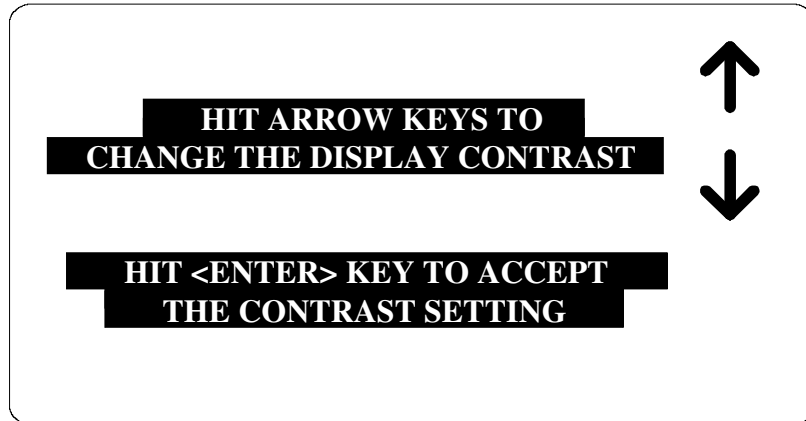 HIT ARROW KEYS TO
CHANGE THE DISPLAY CONTRAST
HIT <ENTER> KEY TO ACCEPT
THE CONTRAST SETTING